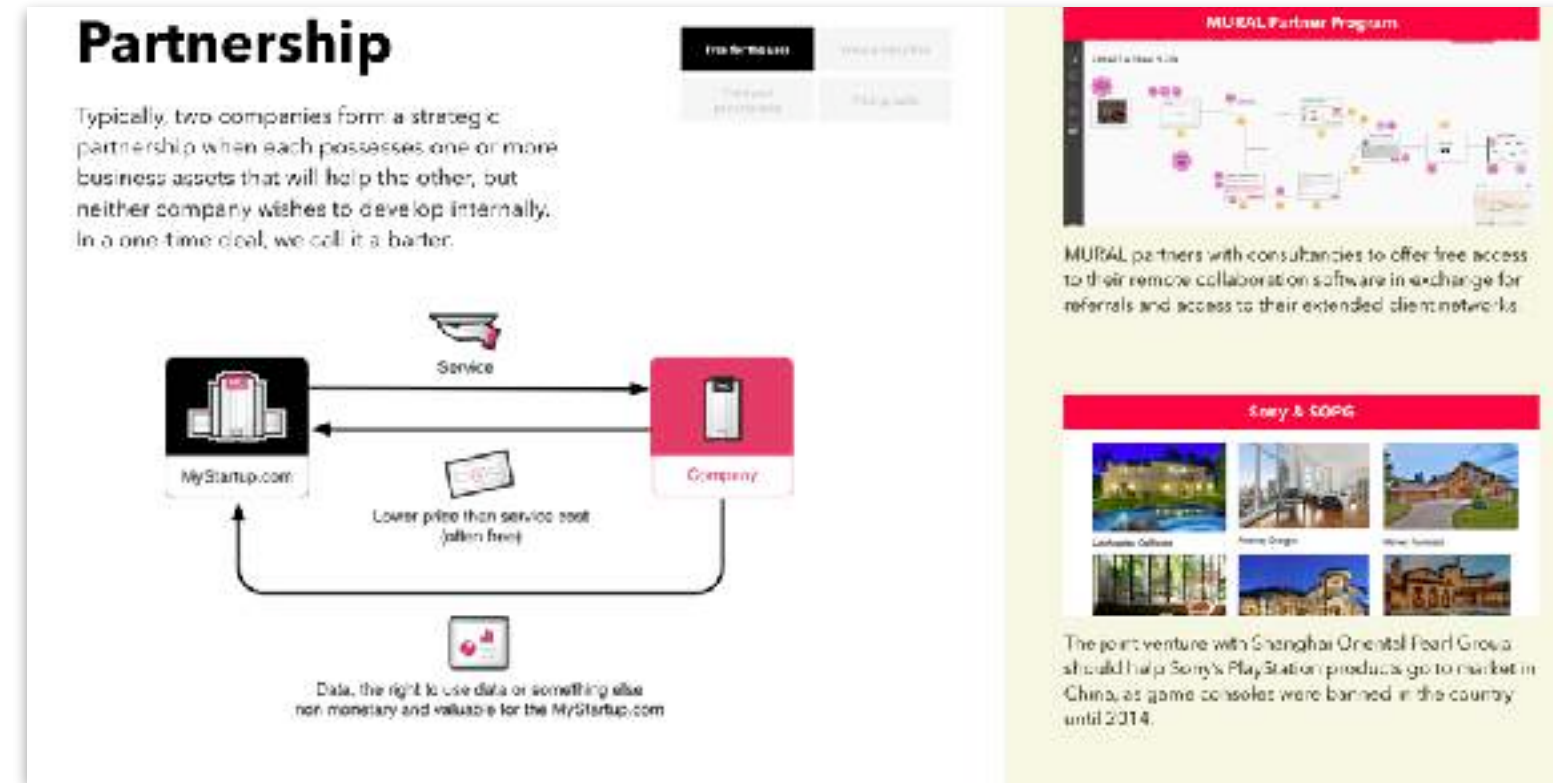 Partnership
Free for the user
Typically, two companies form a strategic
partnership when each possesses one or more
business assets that will help the other, but
neither company wishes to develop internally.
In a one-time deal, we call it a barter.
Service
MyStartup.com
Company
Lower price than service cost
(often free)
Data, the right to use data or something else
non monetary and valuable for the MyStartup.com
MURAL Partner Program
MURAL partners with consultancies to offer free access
to their remote collaboration software in exchange for
referrals and access to their extended client networks.
Sony & SOPG
The joint venture with Shanghai Oriental Pearl Group
should help Sony's PlayStation products go to market in
China, as game consoles were banned in the country
until 2014.